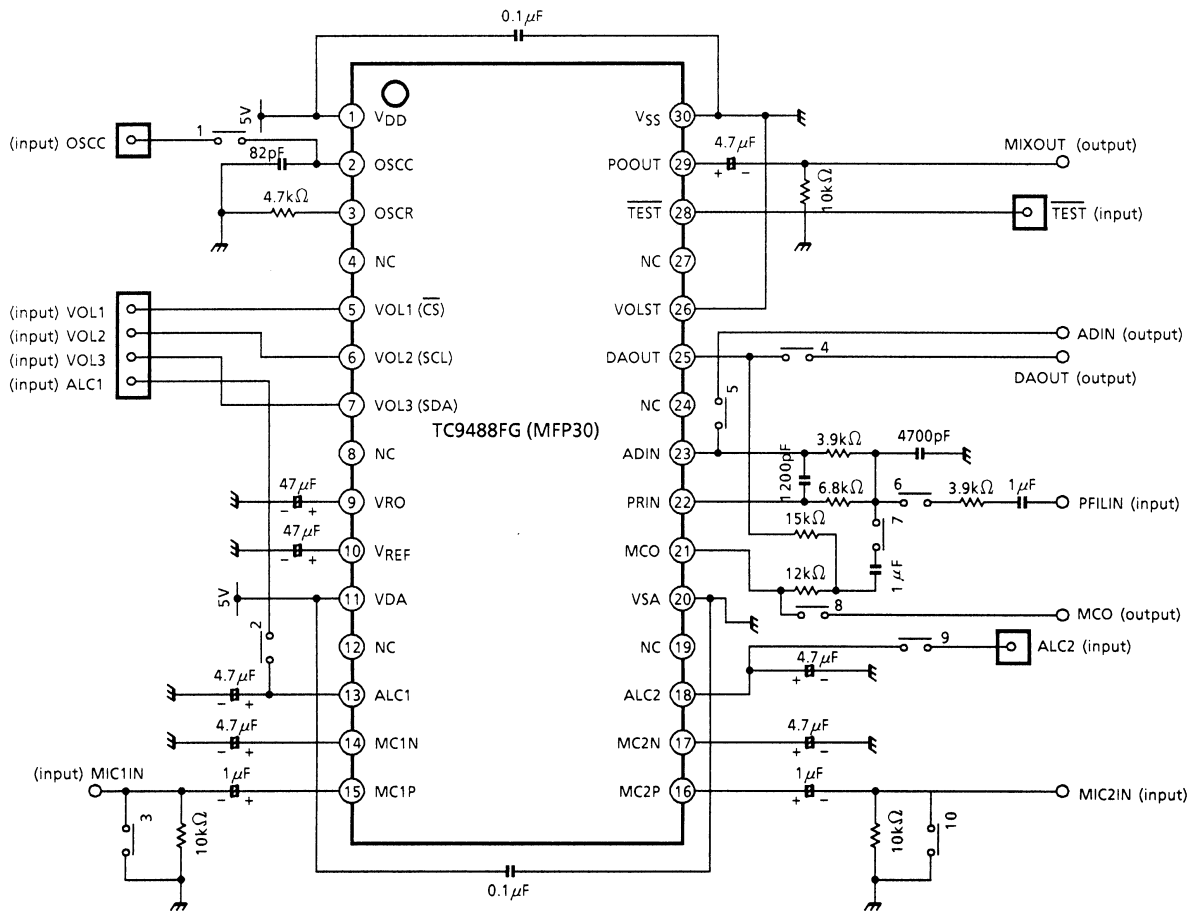 0.1μF
5V
1 VDD
30 VSS
(input) OSCC
1
82pF
2 OSCC
4.7μF
+ -
29 POOUT
MIXOUT (output)
10kΩ
4.7kΩ
3 OSCR
28 TEST
TEST (input)
4 NC
27 NC
(input) VOL1
(input) VOL2
(input) VOL3
(input) ALC1
5 VOL1 (CS)
26 VOLST
6 VOL2 (SCL)
25 DAOUT
4
ADIN (output)
DAOUT (output)
5
7 VOL3 (SDA)
24 NC
TC9488FG (MFP30)
8 NC
23 ADIN
3.9kΩ
4700pF
1200pF
47μF
- +
9 VRO
22 PRIN
6.8kΩ
6
3.9kΩ
1μF
PFILIN (input)
7
15kΩ
47μF
- +
10 VREF
21 MCO
12kΩ
1μF
8
MCO (output)
5V
11 VDA
20 VSA
2
12 NC
19 NC
9
ALC2 (input)
4.7μF
- +
13 ALC1
18 ALC2
4.7μF
+ -
4.7μF
- +
14 MC1N
17 MC2N
4.7μF
+ -
(input) MIC1IN
1μF
- +
15 MC1P
16 MC2P
1μF
+ -
MIC2IN (input)
3
10kΩ
10kΩ
10
0.1μF